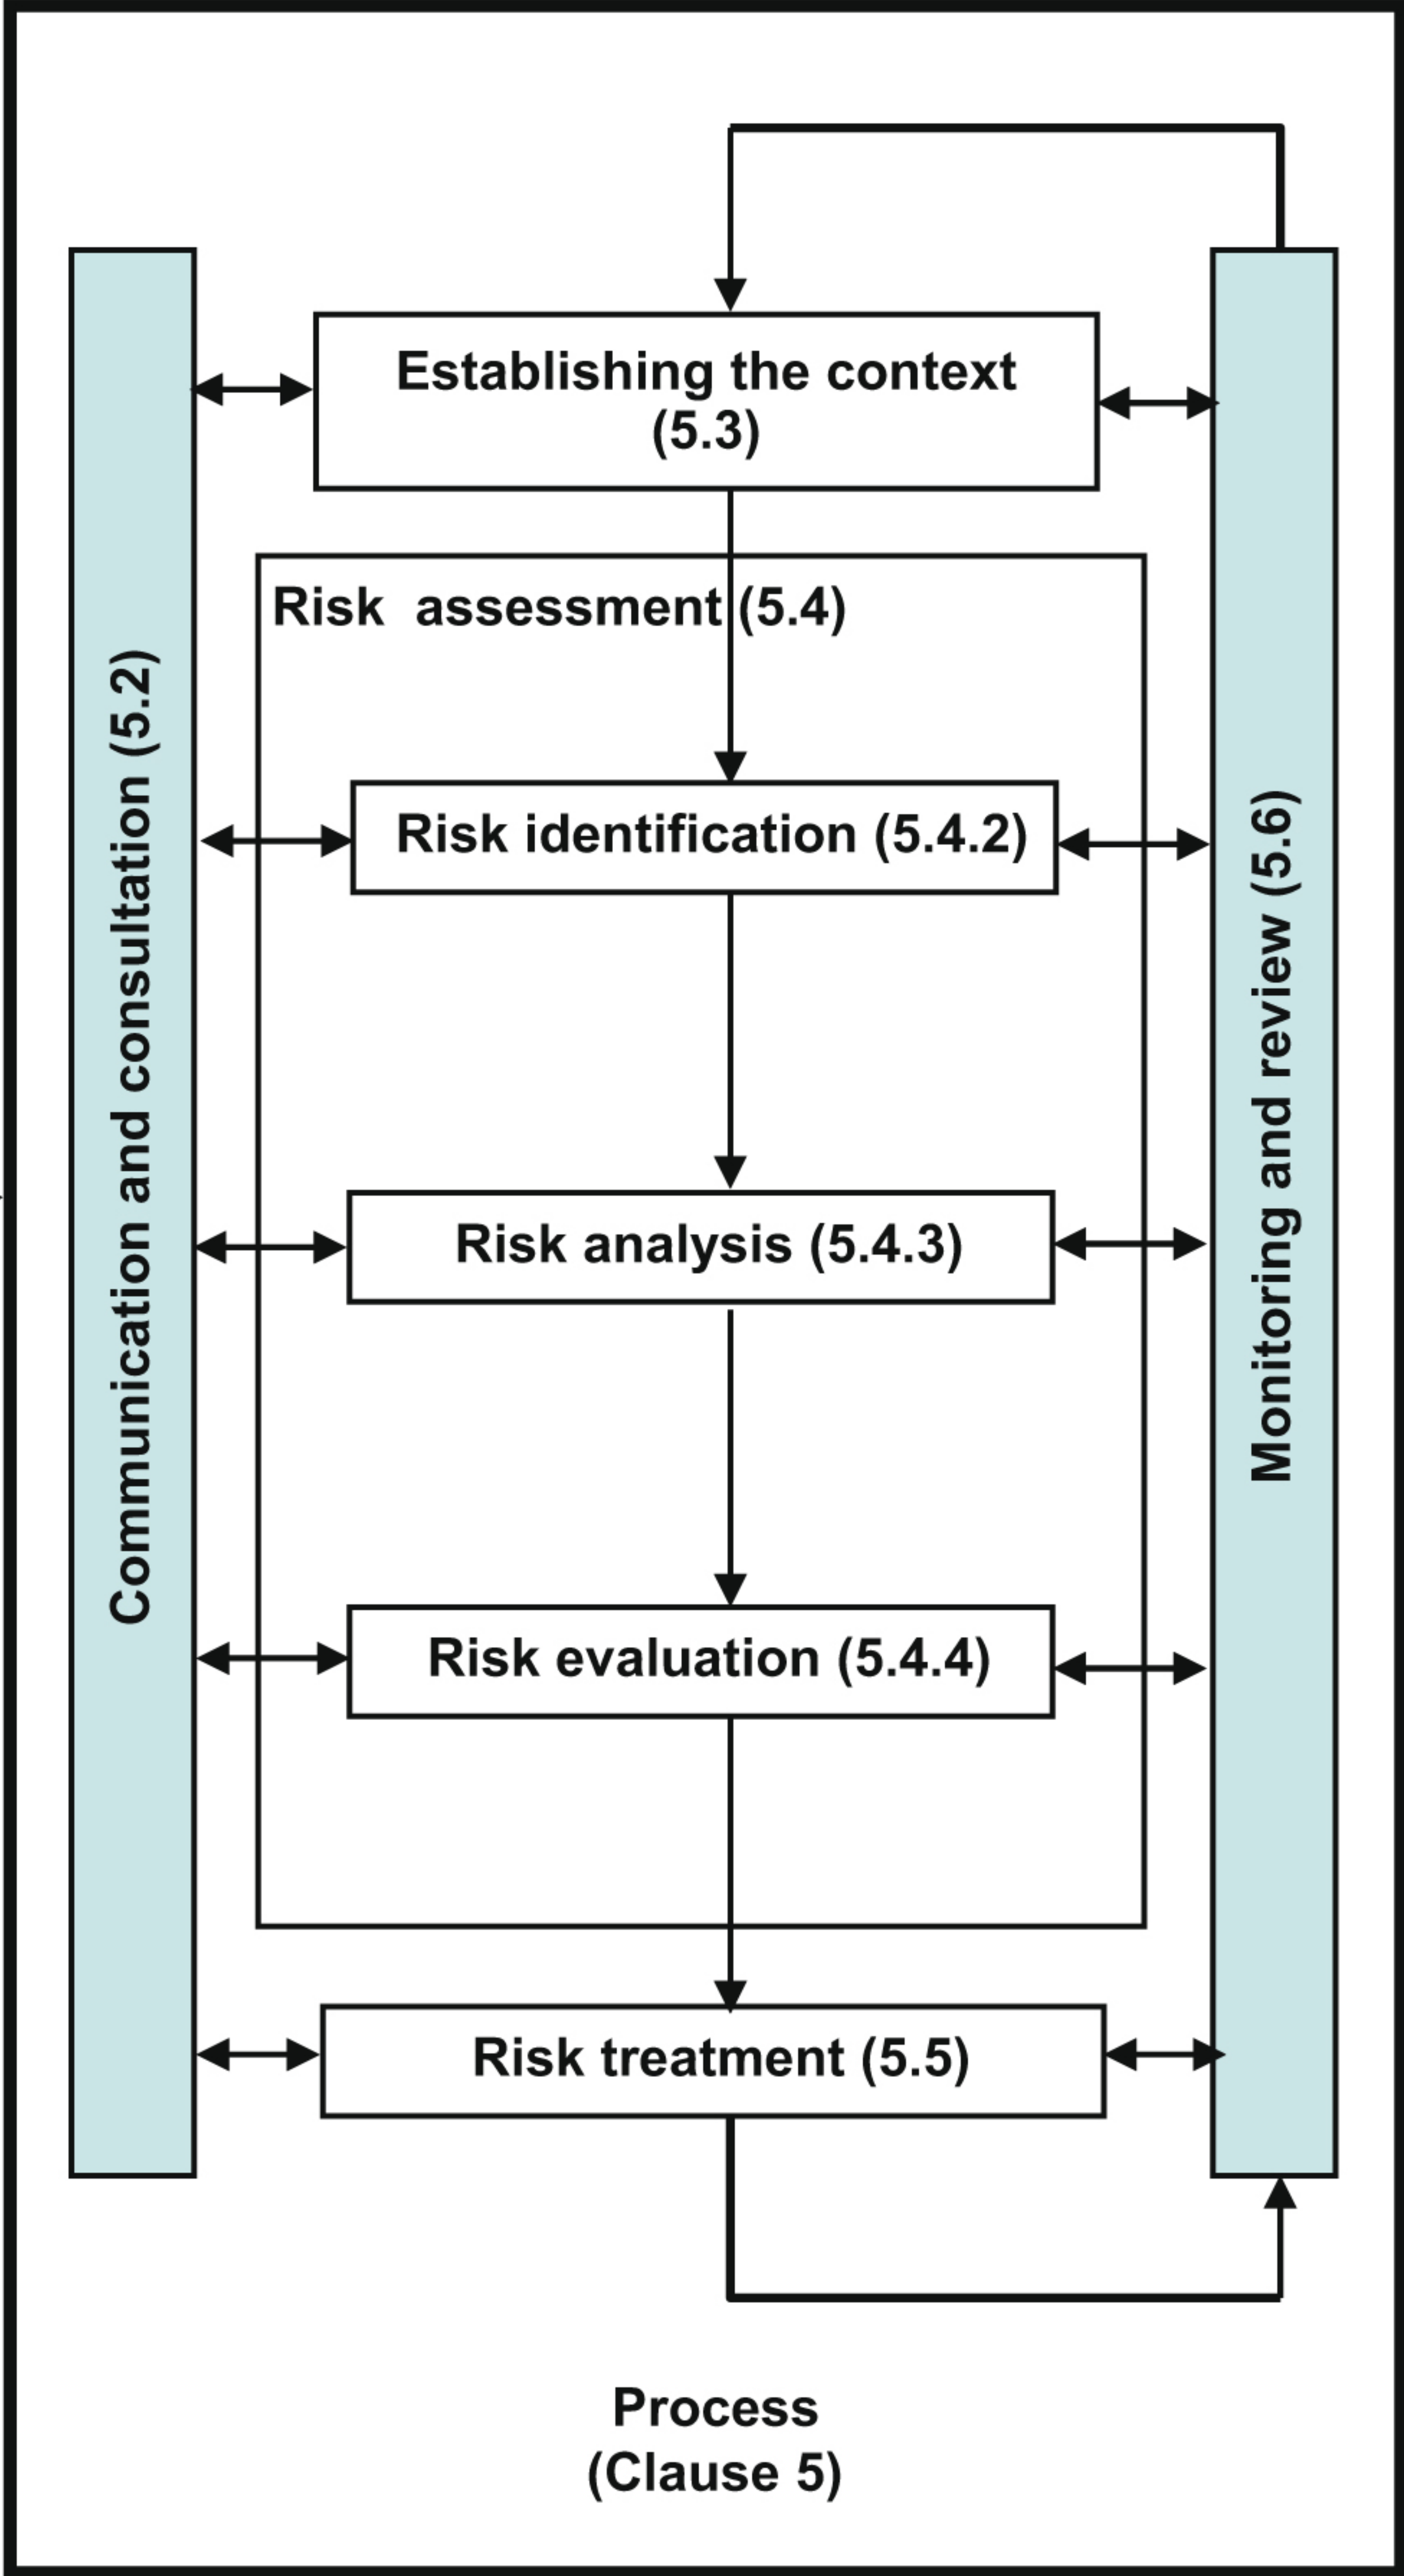 Establishing the context
(5.3)
Risk assessment (5.4)
Communication and consultation (5.2)
Risk identification (5.4.2)
Monitoring and review (5.6)
Risk analysis (5.4.3)
Risk evaluation (5.4.4)
Risk treatment (5.5)
Process
(Clause 5)